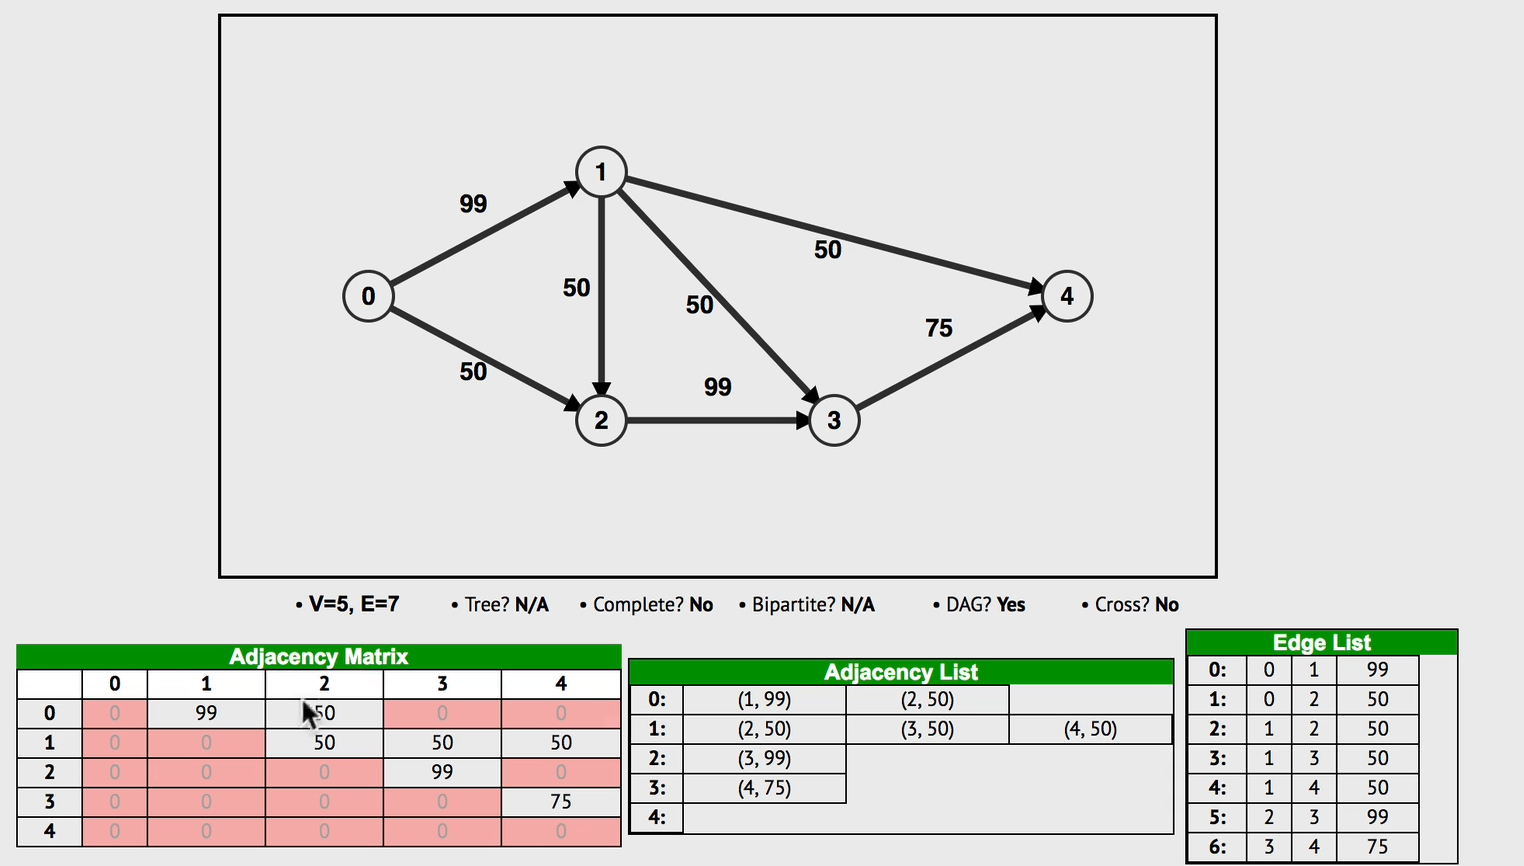 1
99
50
50
50
0
4
50
75
99
2
3
• V=5, E=7 • Tree? N/A • Complete? No • Bipartite? N/A • DAG? Yes • Cross? No
Adjacency Matrix
0 1 2 3 4
0 0 99 50 0 0
1 0 0 50 50 50
2 0 0 0 99 0
3 0 0 0 0 75
4 0 0 0 0 0
Adjacency List
0: (1, 99) (2, 50)
1: (2, 50) (3, 50) (4, 50)
2: (3, 99)
3: (4, 75)
4:
Edge List
0: 0 1 99
1: 0 2 50
2: 1 2 50
3: 1 3 50
4: 1 4 50
5: 2 3 99
6: 3 4 75